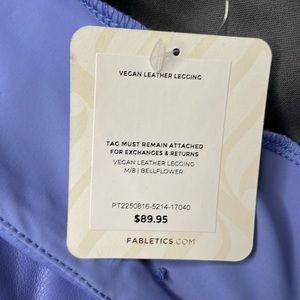 VEGAN LEATHER LEGGING
TAG MUST REMAIN ATTACHED
FOR EXCHANGES & RETURNS
VEGAN LEATHER LEGGING
M/8 | BELLFLOWER
PT2250816-5214-17040
$89.95
FABLETICS.COM